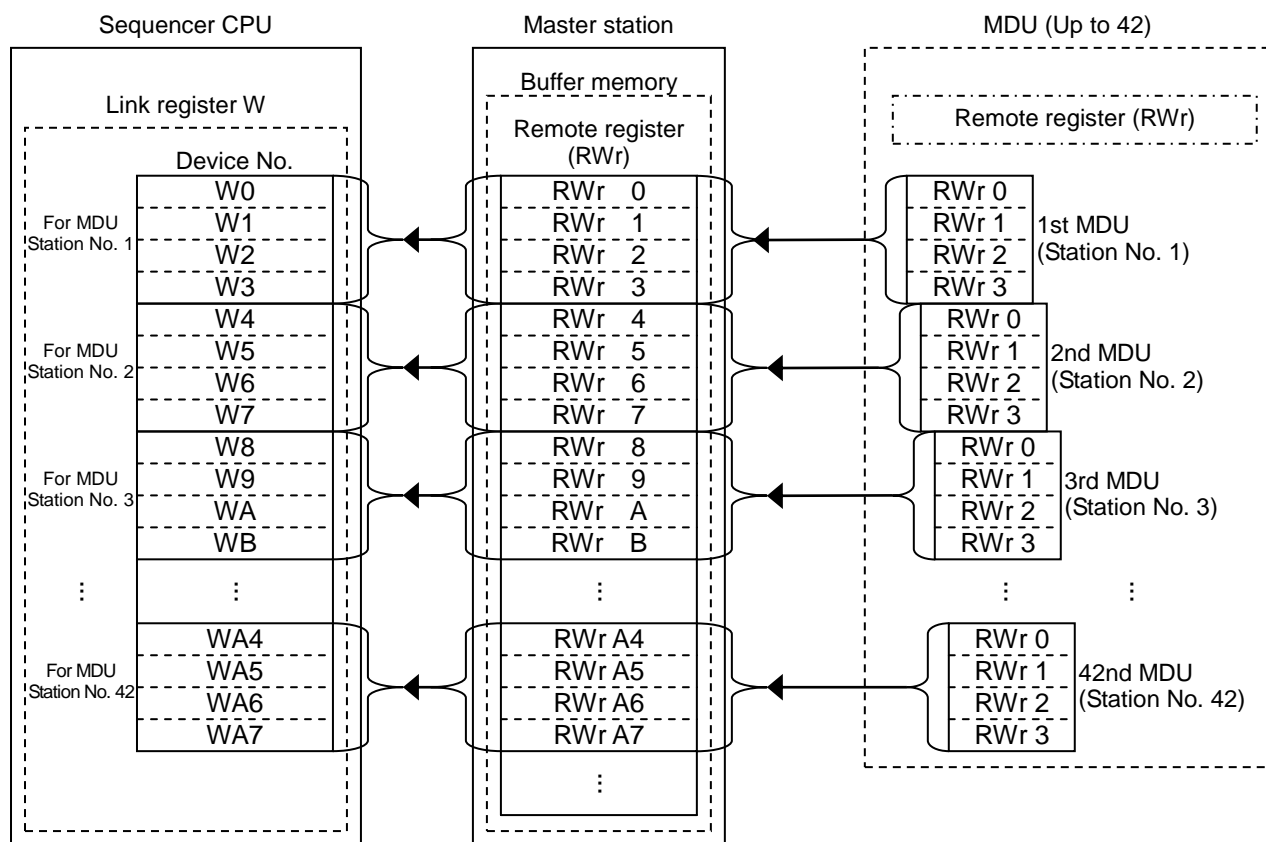 Sequencer CPU
Link register W
Device No.
For MDU
Station No. 1
W0
W1
W2
W3
For MDU
Station No. 2
W4
W5
W6
W7
For MDU
Station No. 3
W8
W9
WA
WB
⋮
⋮
For MDU
Station No. 42
WA4
WA5
WA6
WA7
Master station
Buffer memory
Remote register
(RWr)
RWr 0
RWr 1
RWr 2
RWr 3
RWr 4
RWr 5
RWr 6
RWr 7
RWr 8
RWr 9
RWr A
RWr B
⋮
RWr A4
RWr A5
RWr A6
RWr A7
⋮
MDU (Up to 42)
Remote register (RWr)
RWr 0
RWr 1
RWr 2
RWr 3
1st MDU
(Station No. 1)
RWr 0
RWr 1
RWr 2
RWr 3
2nd MDU
(Station No. 2)
RWr 0
RWr 1
RWr 2
RWr 3
3rd MDU
(Station No. 3)
⋮
⋮
RWr 0
RWr 1
RWr 2
RWr 3
42nd MDU
(Station No. 42)